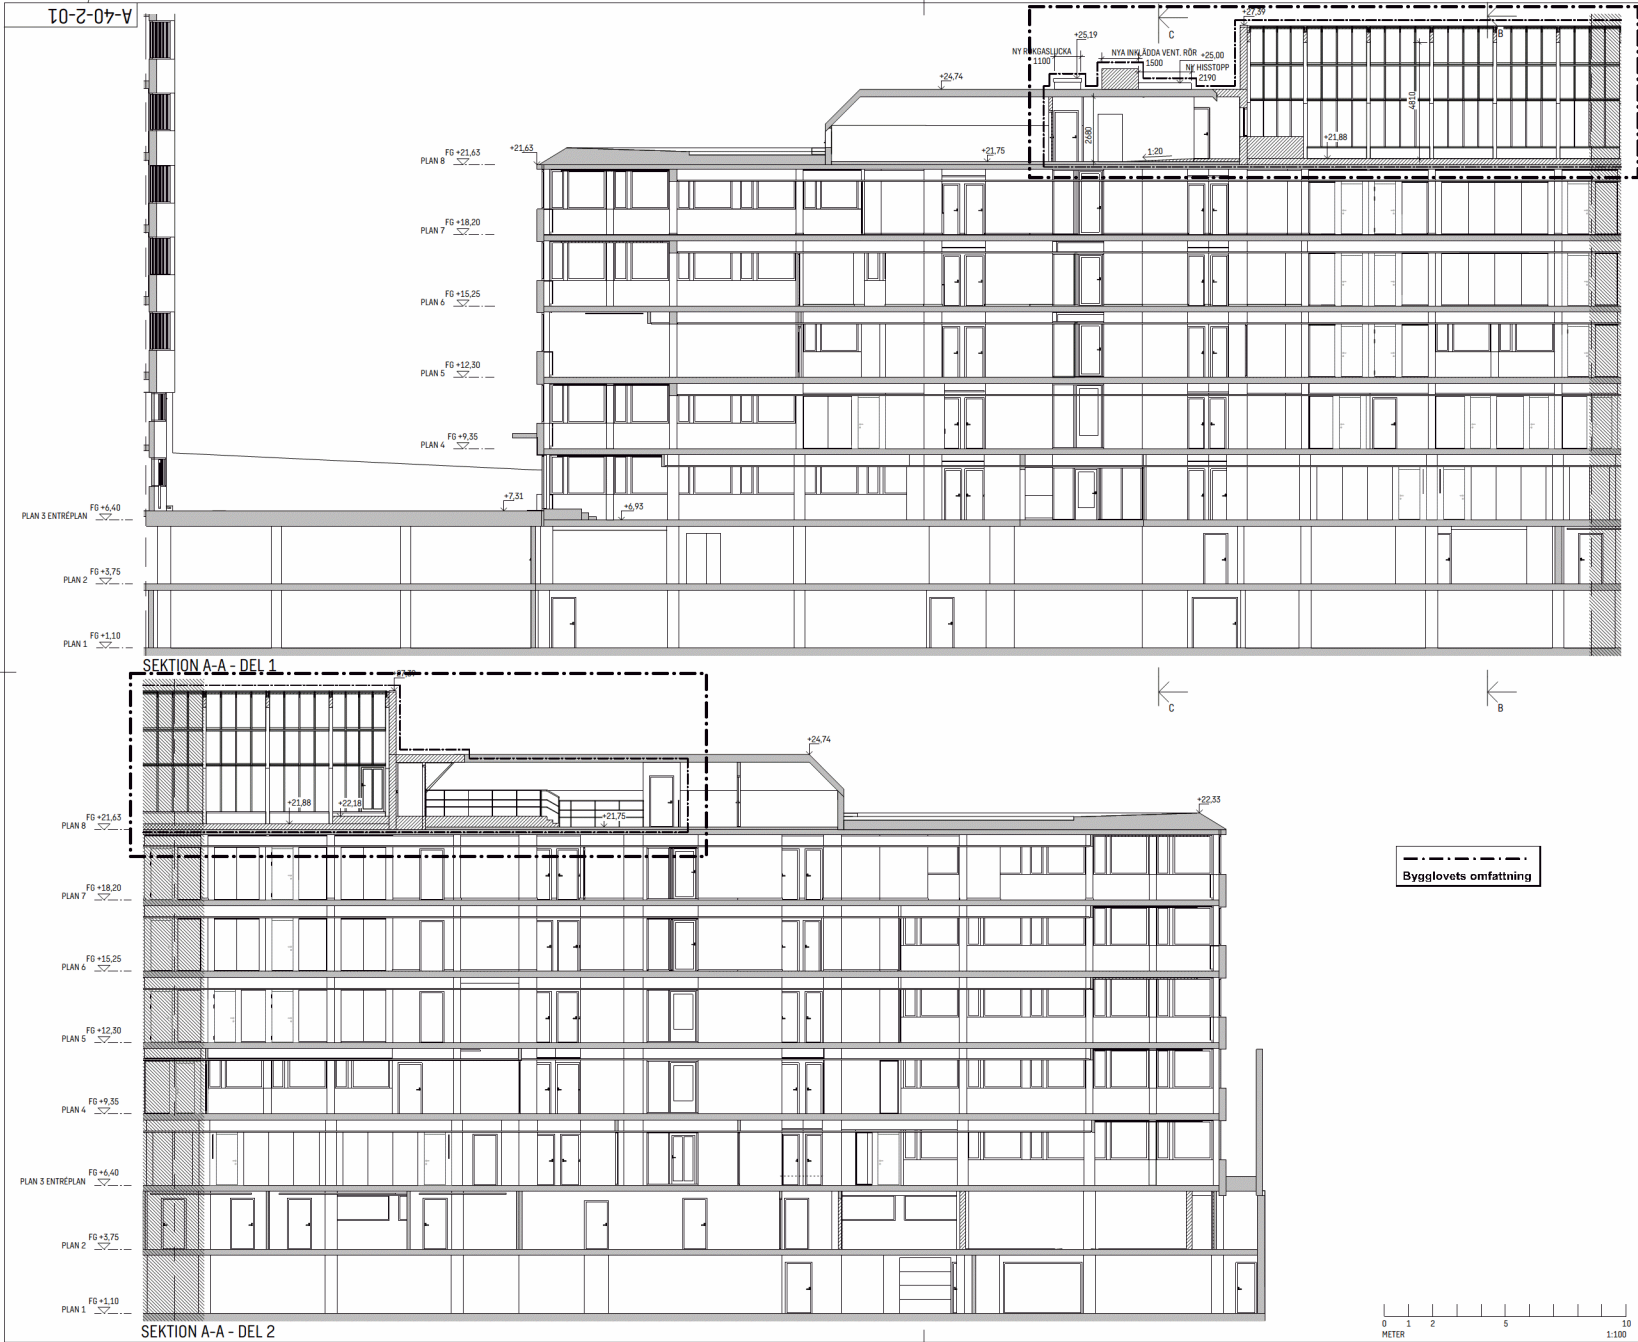 A-40-2-01
+27,39
C
B
+25,19
NY RÖKGASLUCKA
1100
NYA INKLÄDDA VENT. RÖR
1500
+25,00
NY HISSTOPP
2190
+24,74
4810
2680
+21,88
1:20
+21,75
+21,63
FG +21,63
PLAN 8
FG +18,20
PLAN 7
FG +15,25
PLAN 6
FG +12,30
PLAN 5
FG +9,35
PLAN 4
+7,31
+6,93
FG +6,40
PLAN 3 ENTRÉPLAN
FG +3,75
PLAN 2
FG +1,10
PLAN 1
SEKTION A-A - DEL 1
C
B
+27,39
+24,74
+22,33
+21,88
+22,18
+21,75
FG +21,63
PLAN 8
FG +18,20
PLAN 7
FG +15,25
PLAN 6
FG +12,30
PLAN 5
FG +9,35
PLAN 4
FG +6,40
PLAN 3 ENTRÉPLAN
FG +3,75
PLAN 2
FG +1,10
PLAN 1
SEKTION A-A - DEL 2
Bygglovets omfattning
0 1 2 5 10
METER 1:100